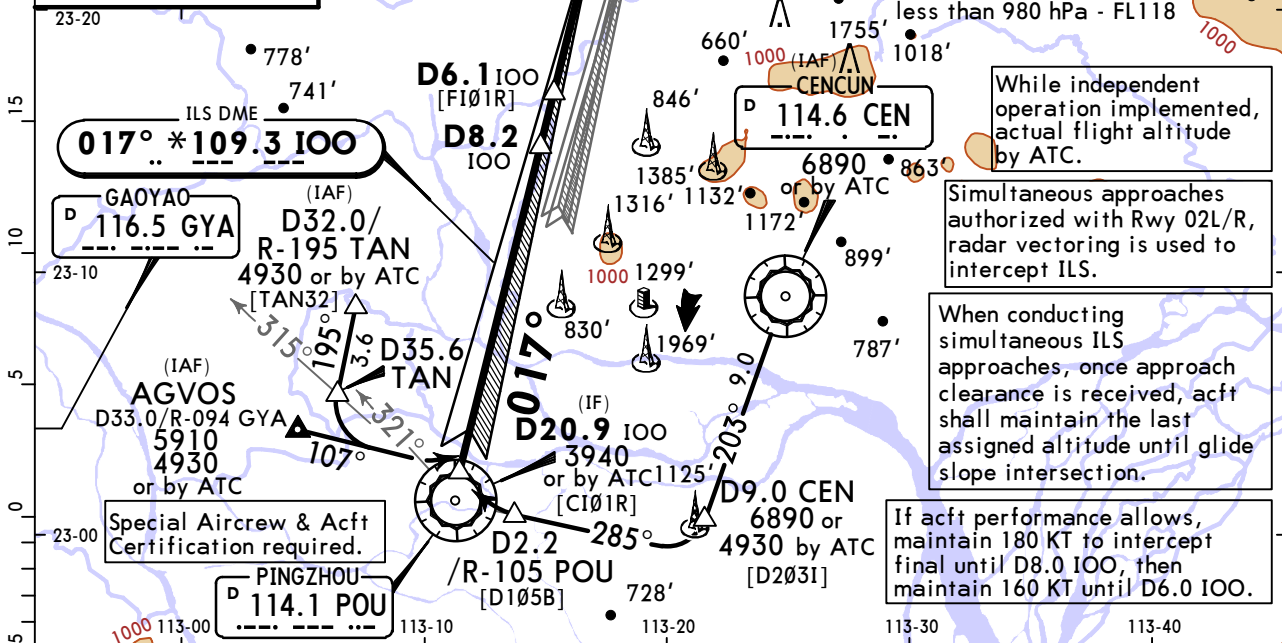 23-20
less than 980 hPa - FL118
1000
778'
741'
660'
1755'
1018'
1000
(IAF)
CENCUN
D 114.6 CEN
6890
or by ATC
While independent
operation implemented,
actual flight altitude
by ATC.
D6.1 IOO
[FIØ1R]
D8.2
IOO
846'
1385'
1132'
1316'
1172'
863'
899'
787'
15
ILS DME
017° *109.3 IOO
GAOYAO
D 116.5 GYA
(IAF)
D32.0/
R-195 TAN
4930 or by ATC
[TAN32]
Simultaneous approaches
authorized with Rwy 02L/R,
radar vectoring is used to
intercept ILS.
10
23-10
1000
1299'
830'
1969'
315°
195°
3.6
D35.6
TAN
017°
When conducting
simultaneous ILS
approaches, once approach
clearance is received, acft
shall maintain the last
assigned altitude until glide
slope intersection.
5
(IAF)
AGVOS
D33.0/R-094 GYA
5910
4930
or by ATC
107°
321°
(IF)
D20.9 IOO
3940
or by ATC
[CIØ1R]
1125'
203° 9.0
D9.0 CEN
6890 or
4930 by ATC
[D2Ø3I]
0
23-00
Special Aircrew & Acft
Certification required.
285°
D2.2
/R-105 POU
[D1Ø5B]
If acft performance allows,
maintain 180 KT to intercept
final until D8.0 IOO, then
maintain 160 KT until D6.0 IOO.
PINGZHOU
D 114.1 POU
728'
1000
5
113-00
113-10
113-20
113-30
113-40